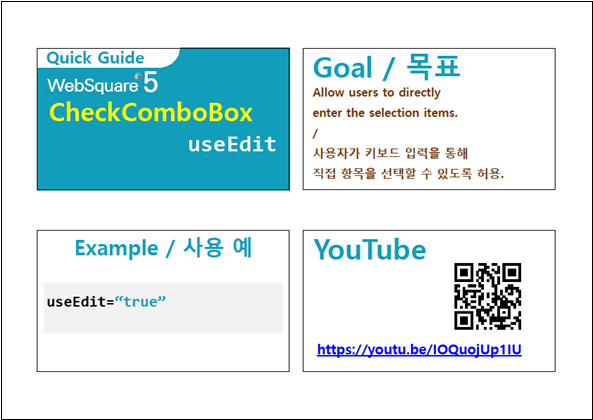 Quick Guide
WebSquare 5
CheckComboBox
useEdit
Goal / 목표
Allow users to directly
enter the selection items.
/
사용자가 키보드 입력을 통해
직접 항목을 선택할 수 있도록 허용.
Example / 사용 예
useEdit=“true”
YouTube
https://youtu.be/IOQuojUp1IU